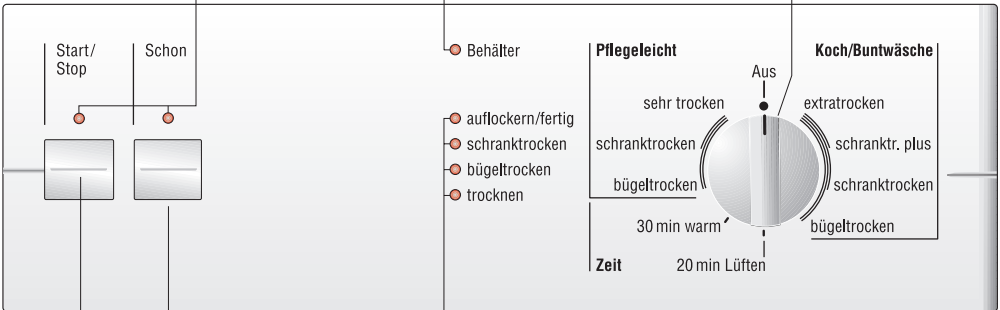 Start/
Stop
Schon
Behälter
auflockern/fertig
schranktrocken
bügeltrocken
trocknen
Pflegeleicht
Koch/Buntwäsche
Aus
sehr trocken
extratrocken
schranktrocken
schranktr. plus
bügeltrocken
schranktrocken
30 min warm
bügeltrocken
Zeit
20 min Lüften